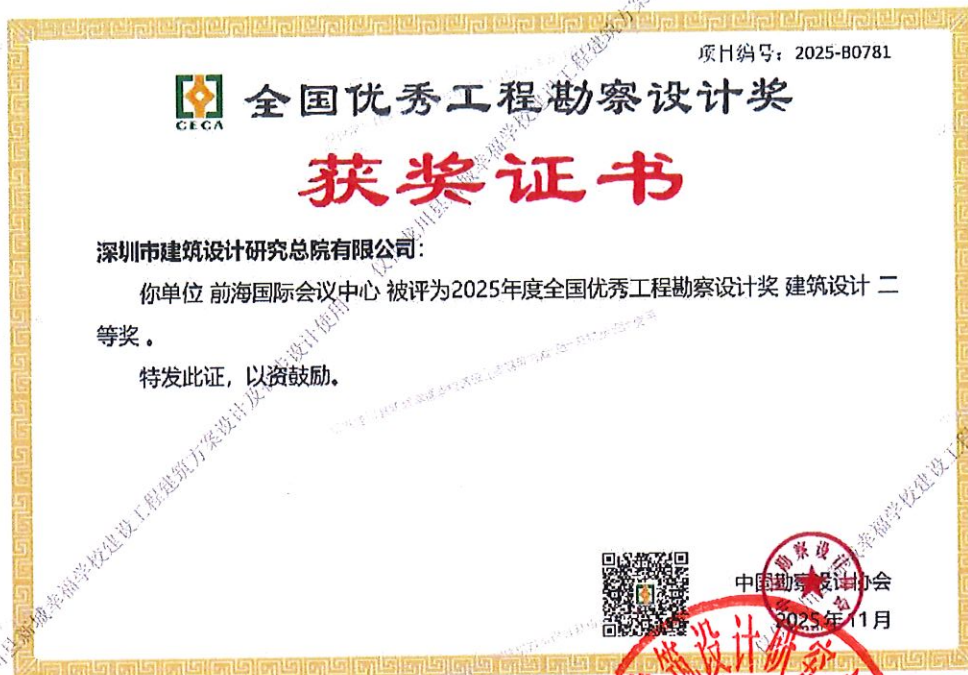 项目编号：2025-B0781
CECA
全国优秀工程勘察设计奖
获奖证书
深圳市建筑设计研究总院有限公司：
你单位 前海国际会议中心 被评为2025年度全国优秀工程勘察设计奖 建筑设计 二
等奖 。
特发此证，以资鼓励。
中国勘察设计协会
2025年11月
筑设计研究